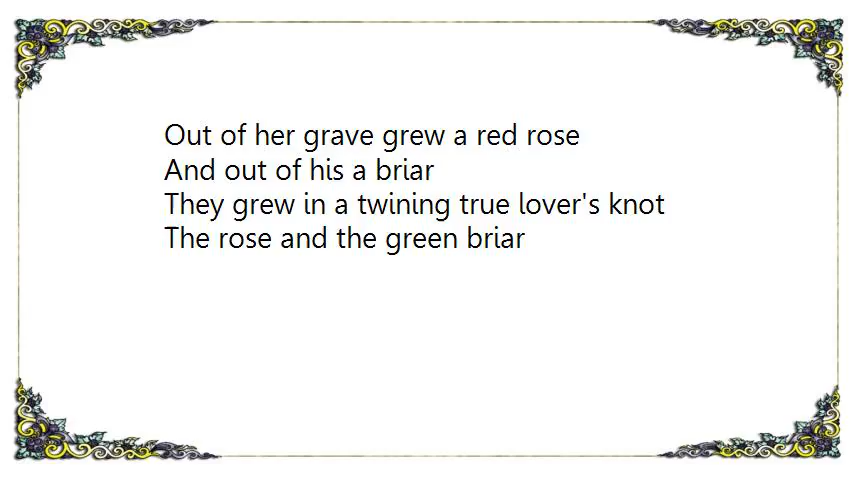 Out of her grave grew a red rose
And out of his a briar
They grew in a twining true lover's knot
The rose and the green briar